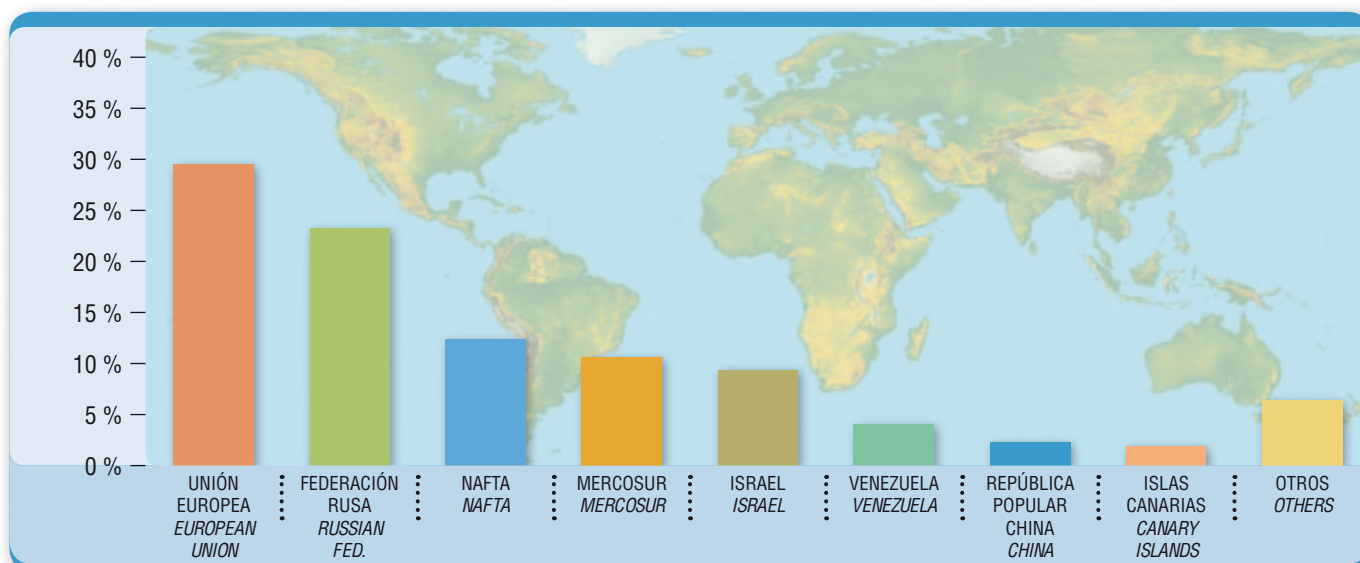 40 %
35 %
30 %
25 %
20 %
15 %
10 %
5 %
0 %
UNIÓN
EUROPEA
EUROPEAN
UNION
FEDERACIÓN
RUSA
RUSSIAN
FED.
NAFTA
NAFTA
MERCOSUR
MERCOSUR
ISRAEL
ISRAEL
VENEZUELA
VENEZUELA
REPÚBLICA
POPULAR
CHINA
CHINA
ISLAS
CANARIAS
CANARY
ISLANDS
OTROS
OTHERS